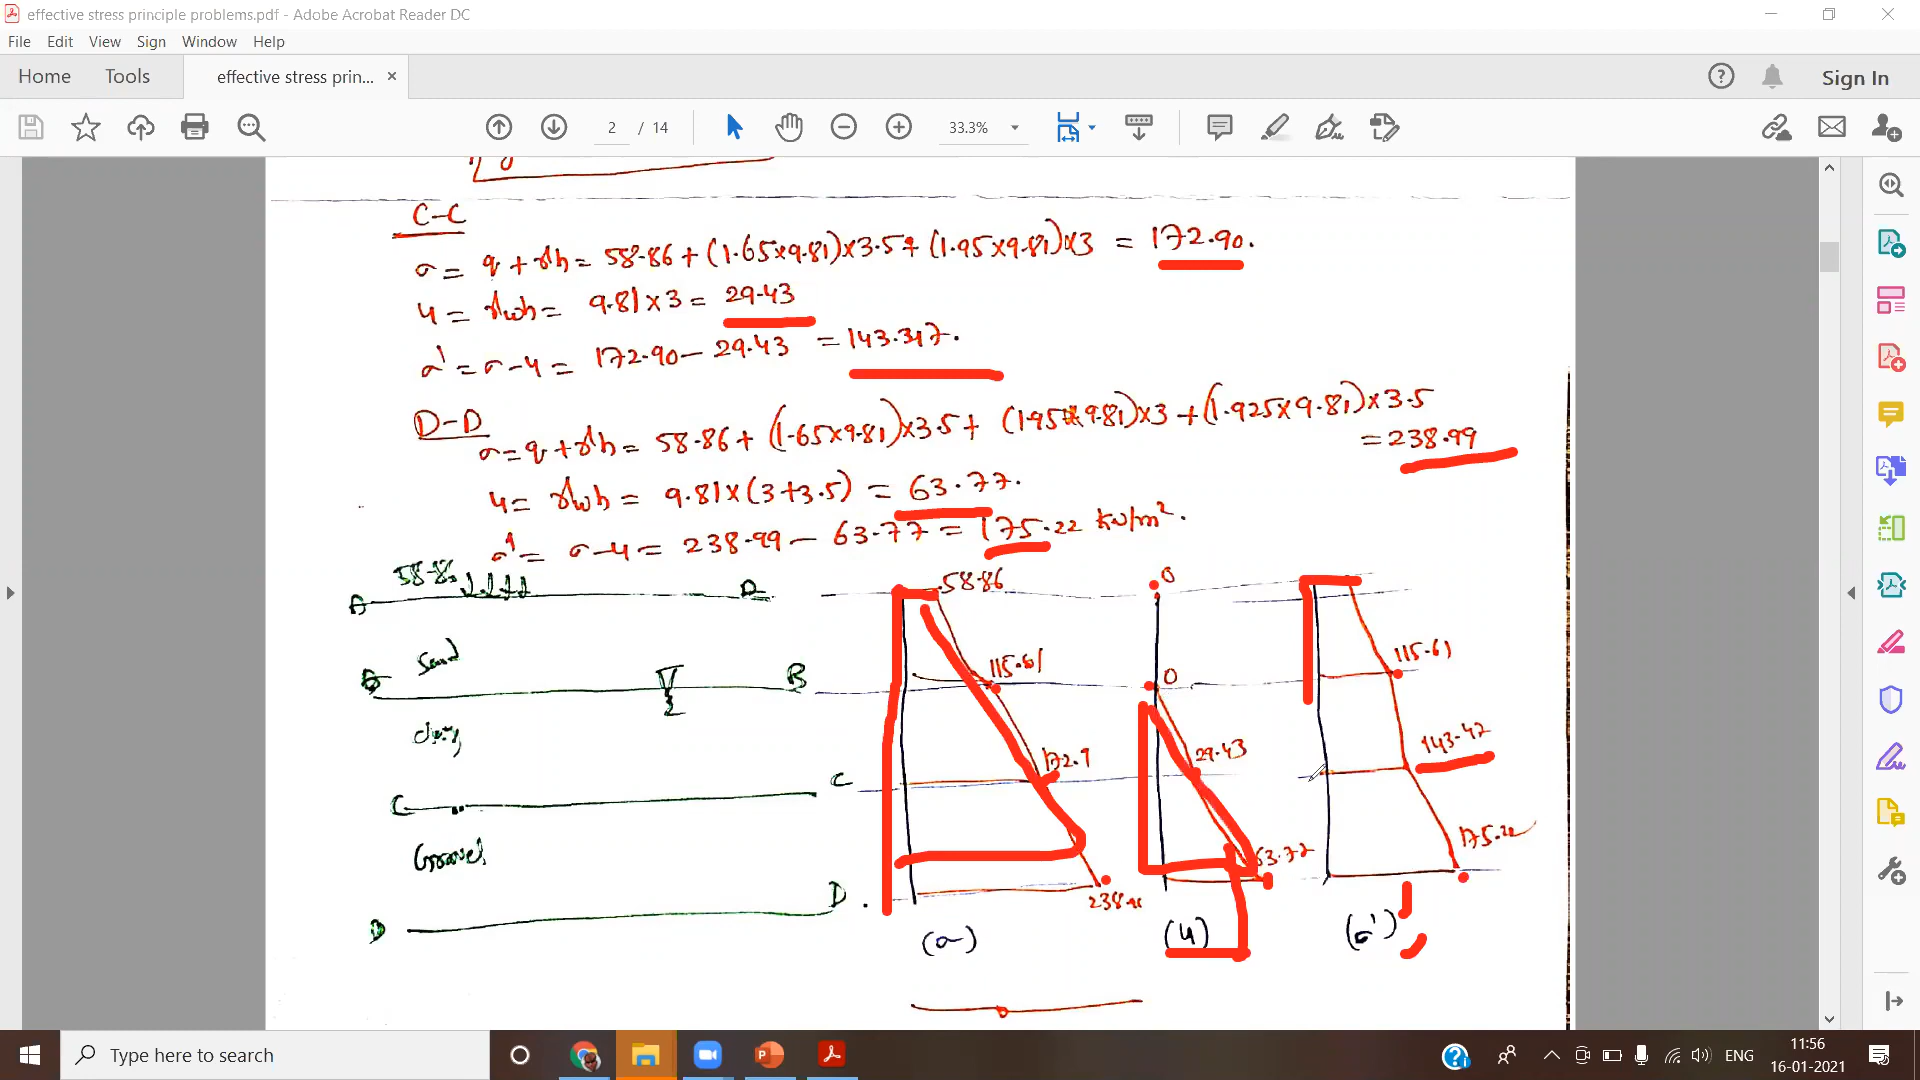 effective stress principle problems.pdf - Adobe Acrobat Reader DC
File Edit View Sign Window Help
Home Tools effective stress prin... × Sign In
2 / 14 33.3%
C-C
σ = q + γh = 58.86 + (1.65×9.81)×3.5 + (1.95×9.81)×3 = 172.90.
u = γwh = 9.81×3 = 29.43
σ' = σ-u = 172.90 - 29.43 = 143.347.
D-D
σ = q + γh = 58.86 + (1.65×9.81)×3.5 + (1.95×9.81)×3 + (1.925×9.81)×3.5
= 238.99
u = γwh = 9.81×(3+3.5) = 63.77.
σ' = σ-u = 238.99 - 63.77 = 175.22 kN/m².
58.86
A
58.86 0
0
Sand
B B
115.61 115.61
clay
C C
172.9 29.43 143.42
Gravel
D D
63.77 175.22
(σ) (u) (σ')
Type here to search
ENG
11:56
16-01-2021